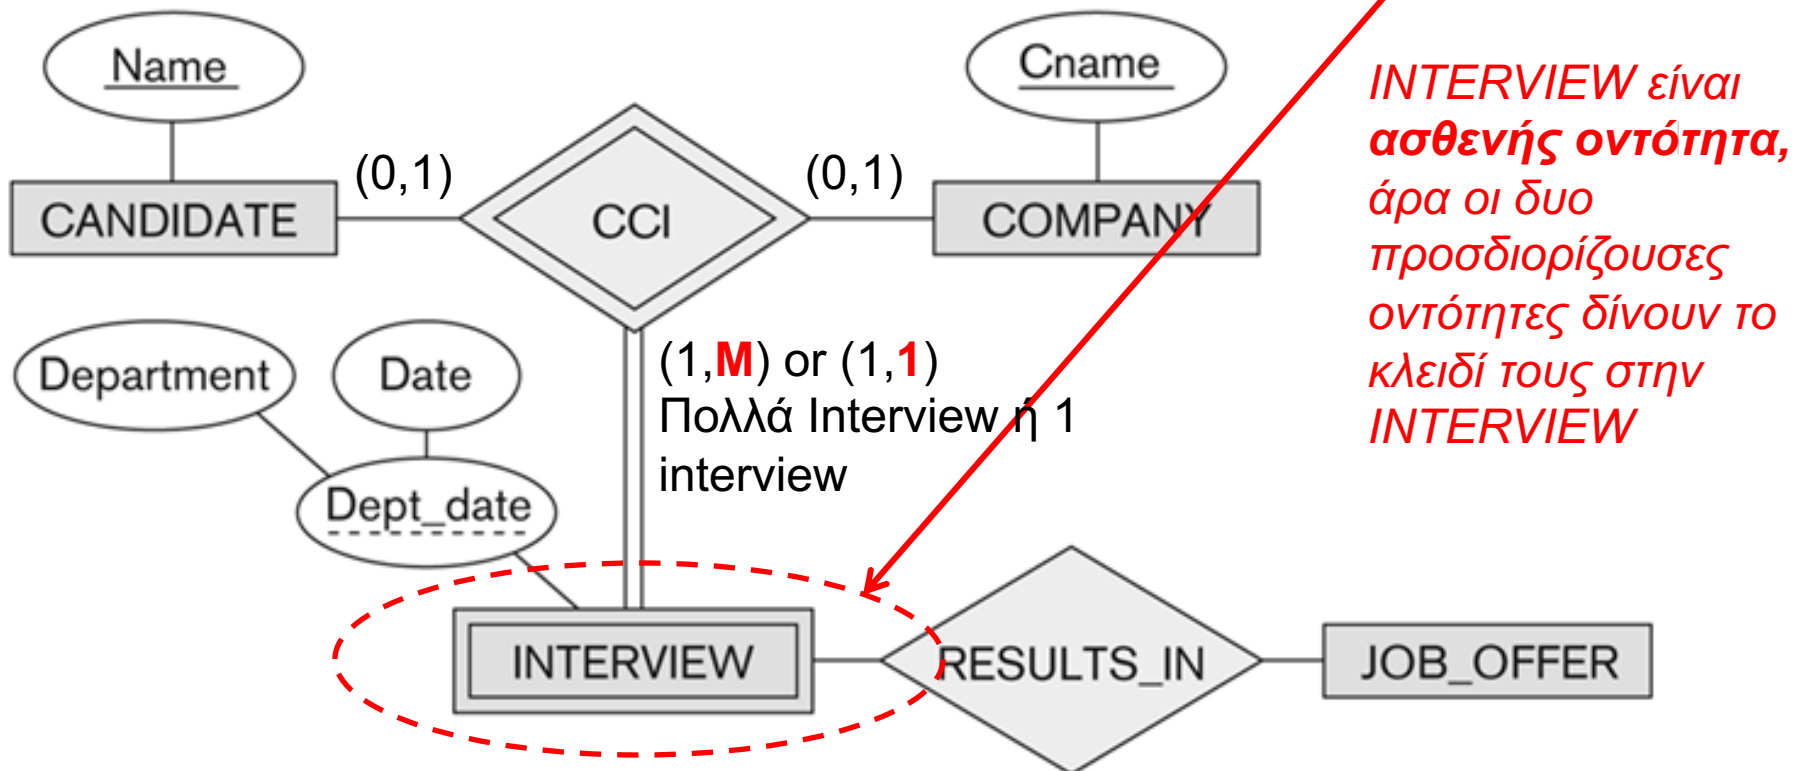 Name
Cname
INTERVIEW είναι
ασθενής οντότητα,
άρα οι δυο
προσδιορίζουσες
οντότητες δίνουν το
κλειδί τους στην
INTERVIEW
(0,1)
(0,1)
CANDIDATE
CCI
COMPANY
Department
Date
(1,M) or (1,1)
Πολλά Interview ή 1
interview
Dept_date
INTERVIEW
RESULTS_IN
JOB_OFFER